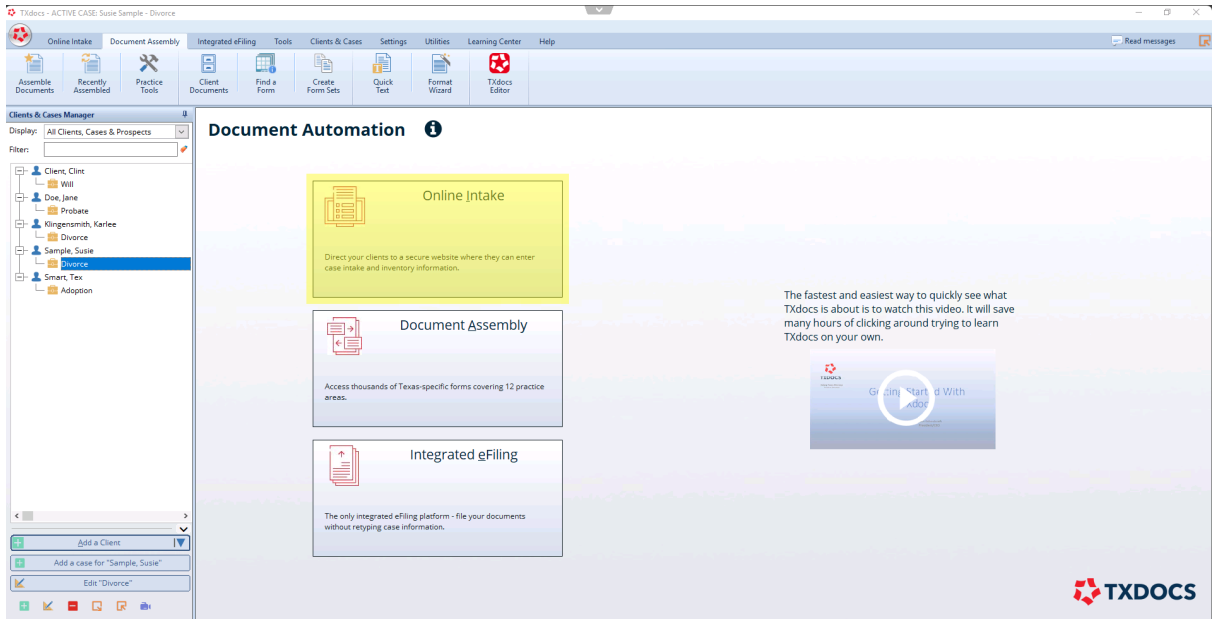 TXdocs - ACTIVE CASE: Susie Sample - Divorce
Online Intake
Document Assembly
Integrated eFiling
Tools
Clients & Cases
Settings
Utilities
Learning Center
Help
Read messages
Assemble
Documents
Recently
Assembled
Practice
Tools
Client
Documents
Find a
Form
Create
Form Sets
Quick
Text
Format
Wizard
TXdocs
Editor
Clients & Cases Manager
Display: All Clients, Cases & Prospects
Filter:
Client, Clint
Will
Doe, Jane
Probate
Klingensmith, Karlee
Divorce
Sample, Susie
Divorce
Smart, Tex
Adoption
Add a Client
Add a case for "Sample, Susie"
Edit "Divorce"
Document Automation
Online Intake
Direct your clients to a secure website where they can enter
case intake and inventory information.
Document Assembly
Access thousands of Texas-specific forms covering 12 practice
areas.
Integrated eFiling
The only integrated eFiling platform - file your documents
without retyping case information.
The fastest and easiest way to quickly see what
TXdocs is about is to watch this video. It will save
many hours of clicking around trying to learn
TXdocs on your own.
TXDOCS
With
TXDOCS